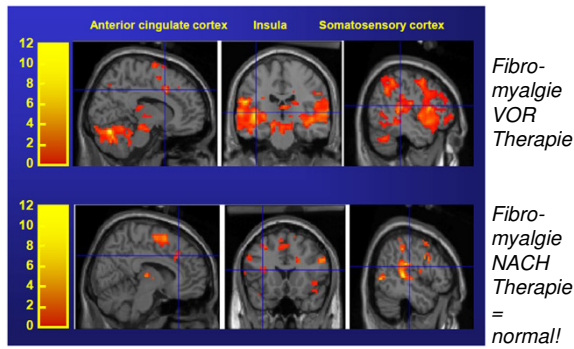 Anterior cingulate cortex Insula Somatosensory cortex
12
10
8
6
4
2
0
Fibro-
myalgie
VOR
Therapie
12
10
8
6
4
2
0
Fibro-
myalgie
NACH
Therapie
=
normal!